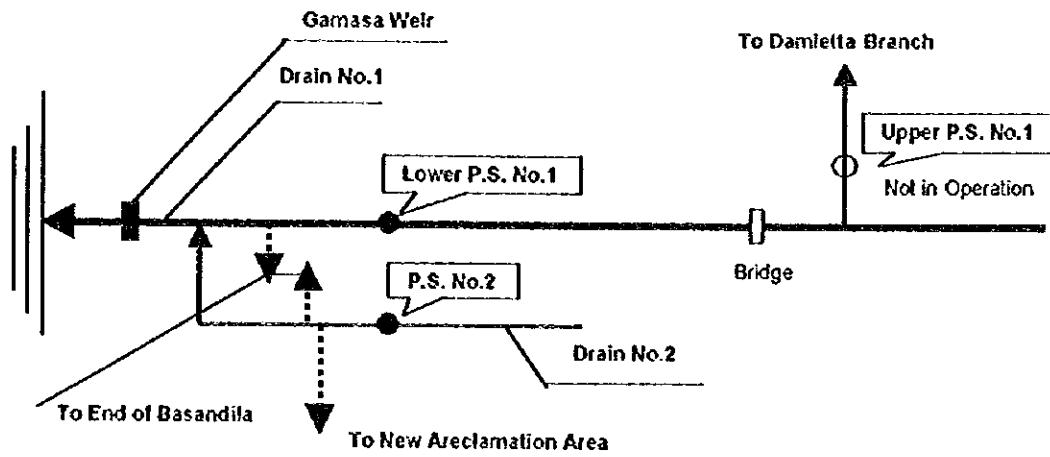 Gamasa Weir
To Damietta Branch
Drain No.1
Upper P.S. No.1
Lower P.S. No.1
Not in Operation
P.S. No.2
Bridge
Drain No.2
To End of Basandila
To New Areclamation Area